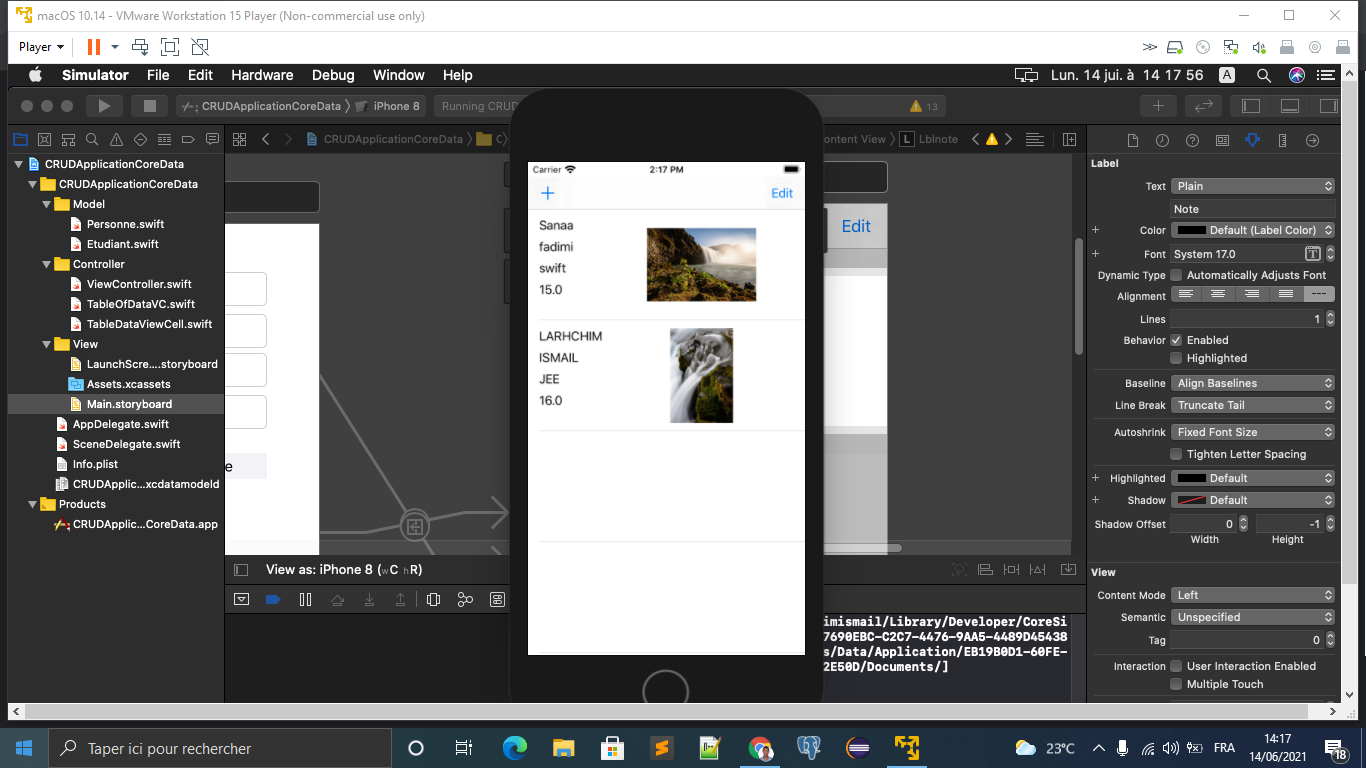 macOS 10.14 - VMware Workstation 15 Player (Non-commercial use only)
Player
Simulator File Edit Hardware Debug Window Help
Lun. 14 jui. à 14 17 56
A
CRUDApplicationCoreData
iPhone 8
Running CRUD
13
CRUDApplicationCoreData
C
ontent View
L
Lblnote
CRUDApplicationCoreData
CRUDApplicationCoreData
Model
Personne.swift
Etudiant.swift
Controller
ViewController.swift
TableOfDataVC.swift
TableDataViewCell.swift
View
LaunchScre....storyboard
Assets.xcassets
Main.storyboard
AppDelegate.swift
SceneDelegate.swift
Info.plist
CRUDApplic...xcdatamodeld
Products
CRUDApplic...CoreData.app
e
Carrier
2:17 PM
+
Edit
Sanaa
fadimi
swift
15.0
LARHCHIM
ISMAIL
JEE
16.0
Edit
View as: iPhone 8 (wC hR)
imismail/Library/Developer/CoreSi
7690EBC-C2C7-4476-9AA5-4489D45438
s/Data/Application/EB19B0D1-60FE-
2E50D/Documents/]
Label
Text Plain
Note
Color Default (Label Color)
Font System 17.0
Dynamic Type Automatically Adjusts Font
Alignment
Lines 1
Behavior Enabled
Highlighted
Baseline Align Baselines
Line Break Truncate Tail
Autoshrink Fixed Font Size
Tighten Letter Spacing
Highlighted Default
Shadow Default
Shadow Offset 0 -1
Width Height
View
Content Mode Left
Semantic Unspecified
Tag 0
Interaction User Interaction Enabled
Multiple Touch
Taper ici pour rechercher
23°C
FRA
14:17
14/06/2021
18